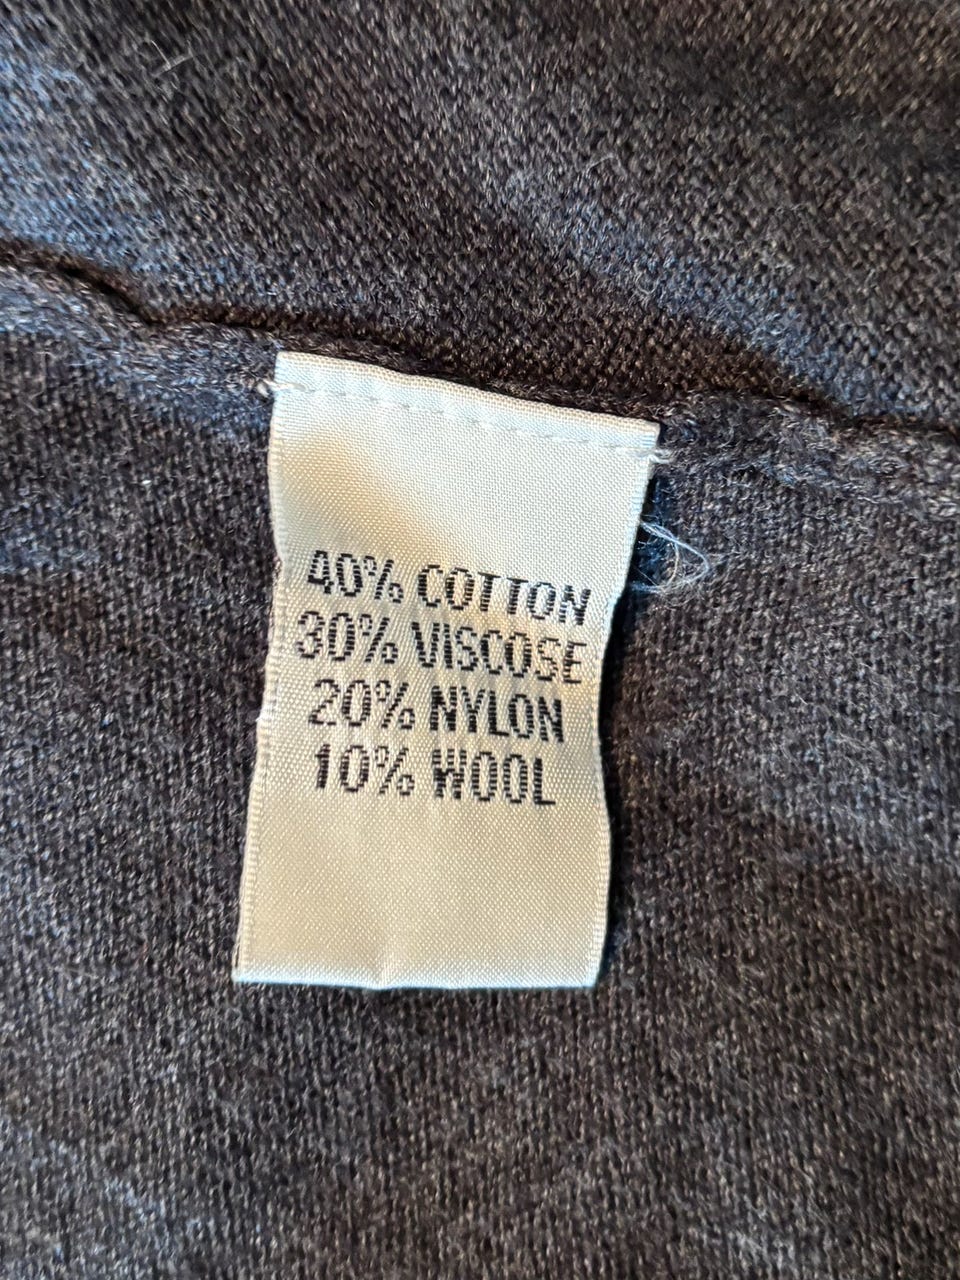 40% COTTON
30% VISCOSE
20% NYLON
10% WOOL